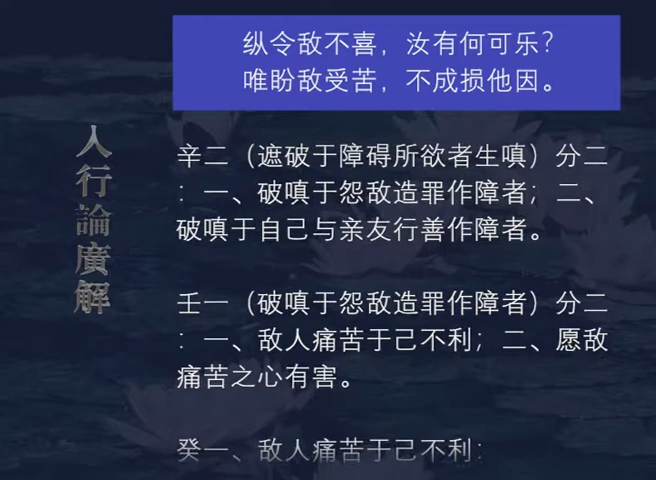 纵令敌不喜，汝有何可乐？
唯盼敌受苦，不成损他因。
入行論廣解
辛二（遮破于障碍所欲者生嗔）分二
：一、破嗔于怨敌造罪作障者；二、
破嗔于自己与亲友行善作障者。
壬一（破嗔于怨敌造罪作障者）分二
：一、敌人痛苦于己不利；二、愿敌
痛苦之心有害。
癸一、敌人痛苦于己不利：